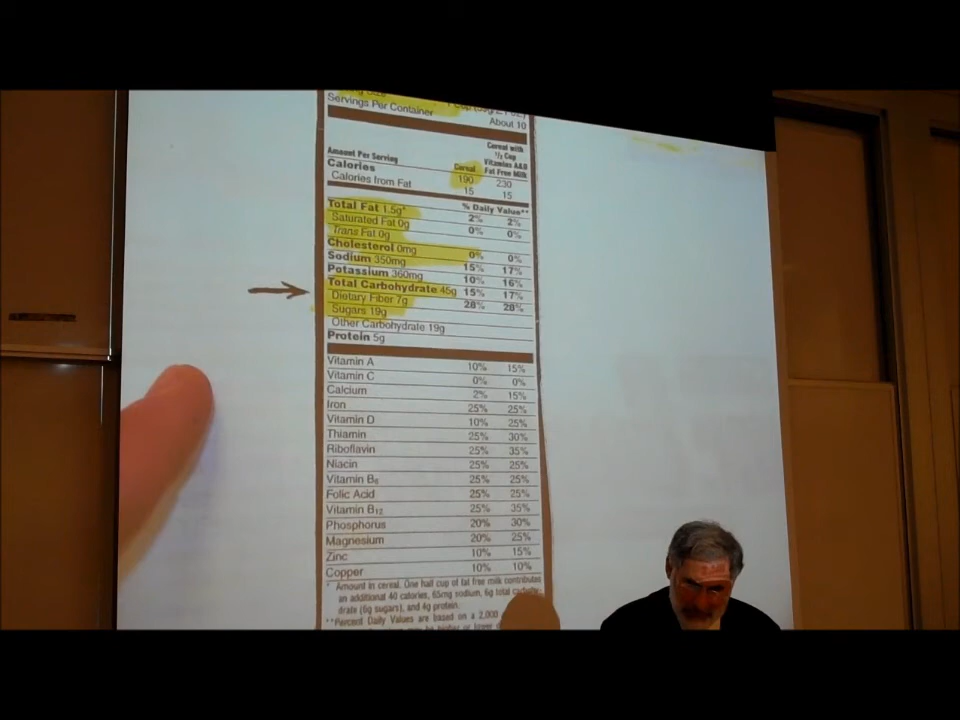 Servings Per Container About 10
Amount Per Serving Cereal Cereal with ½ Cup Vitamins A&D Fat Free Milk
Calories 190 230
Calories from Fat 15 15
% Daily Value**
Total Fat 1.5g* 2% 2%
Saturated Fat 0g 0% 0%
Trans Fat 0g
Cholesterol 0mg 0% 0%
Sodium 350mg 15% 17%
Potassium 360mg 10% 16%
Total Carbohydrate 45g 15% 17%
Dietary Fiber 7g 28% 28%
Sugars 19g
Other Carbohydrate 19g
Protein 5g
Vitamin A 10% 15%
Vitamin C 0% 0%
Calcium 2% 15%
Iron 25% 25%
Vitamin D 10% 25%
Thiamin 25% 30%
Riboflavin 25% 35%
Niacin 25% 25%
Vitamin B6 25% 25%
Folic Acid 25% 25%
Vitamin B12 25% 35%
Phosphorus 20% 30%
Magnesium 20% 25%
Zinc 10% 15%
Copper 10% 10%
* Amount in cereal. One half cup of fat free milk contributes
an additional 40 calories, 65mg sodium, 6g total carbohy-
drate (6g sugars), and 4g protein.
**Percent Daily Values are based on a 2,000